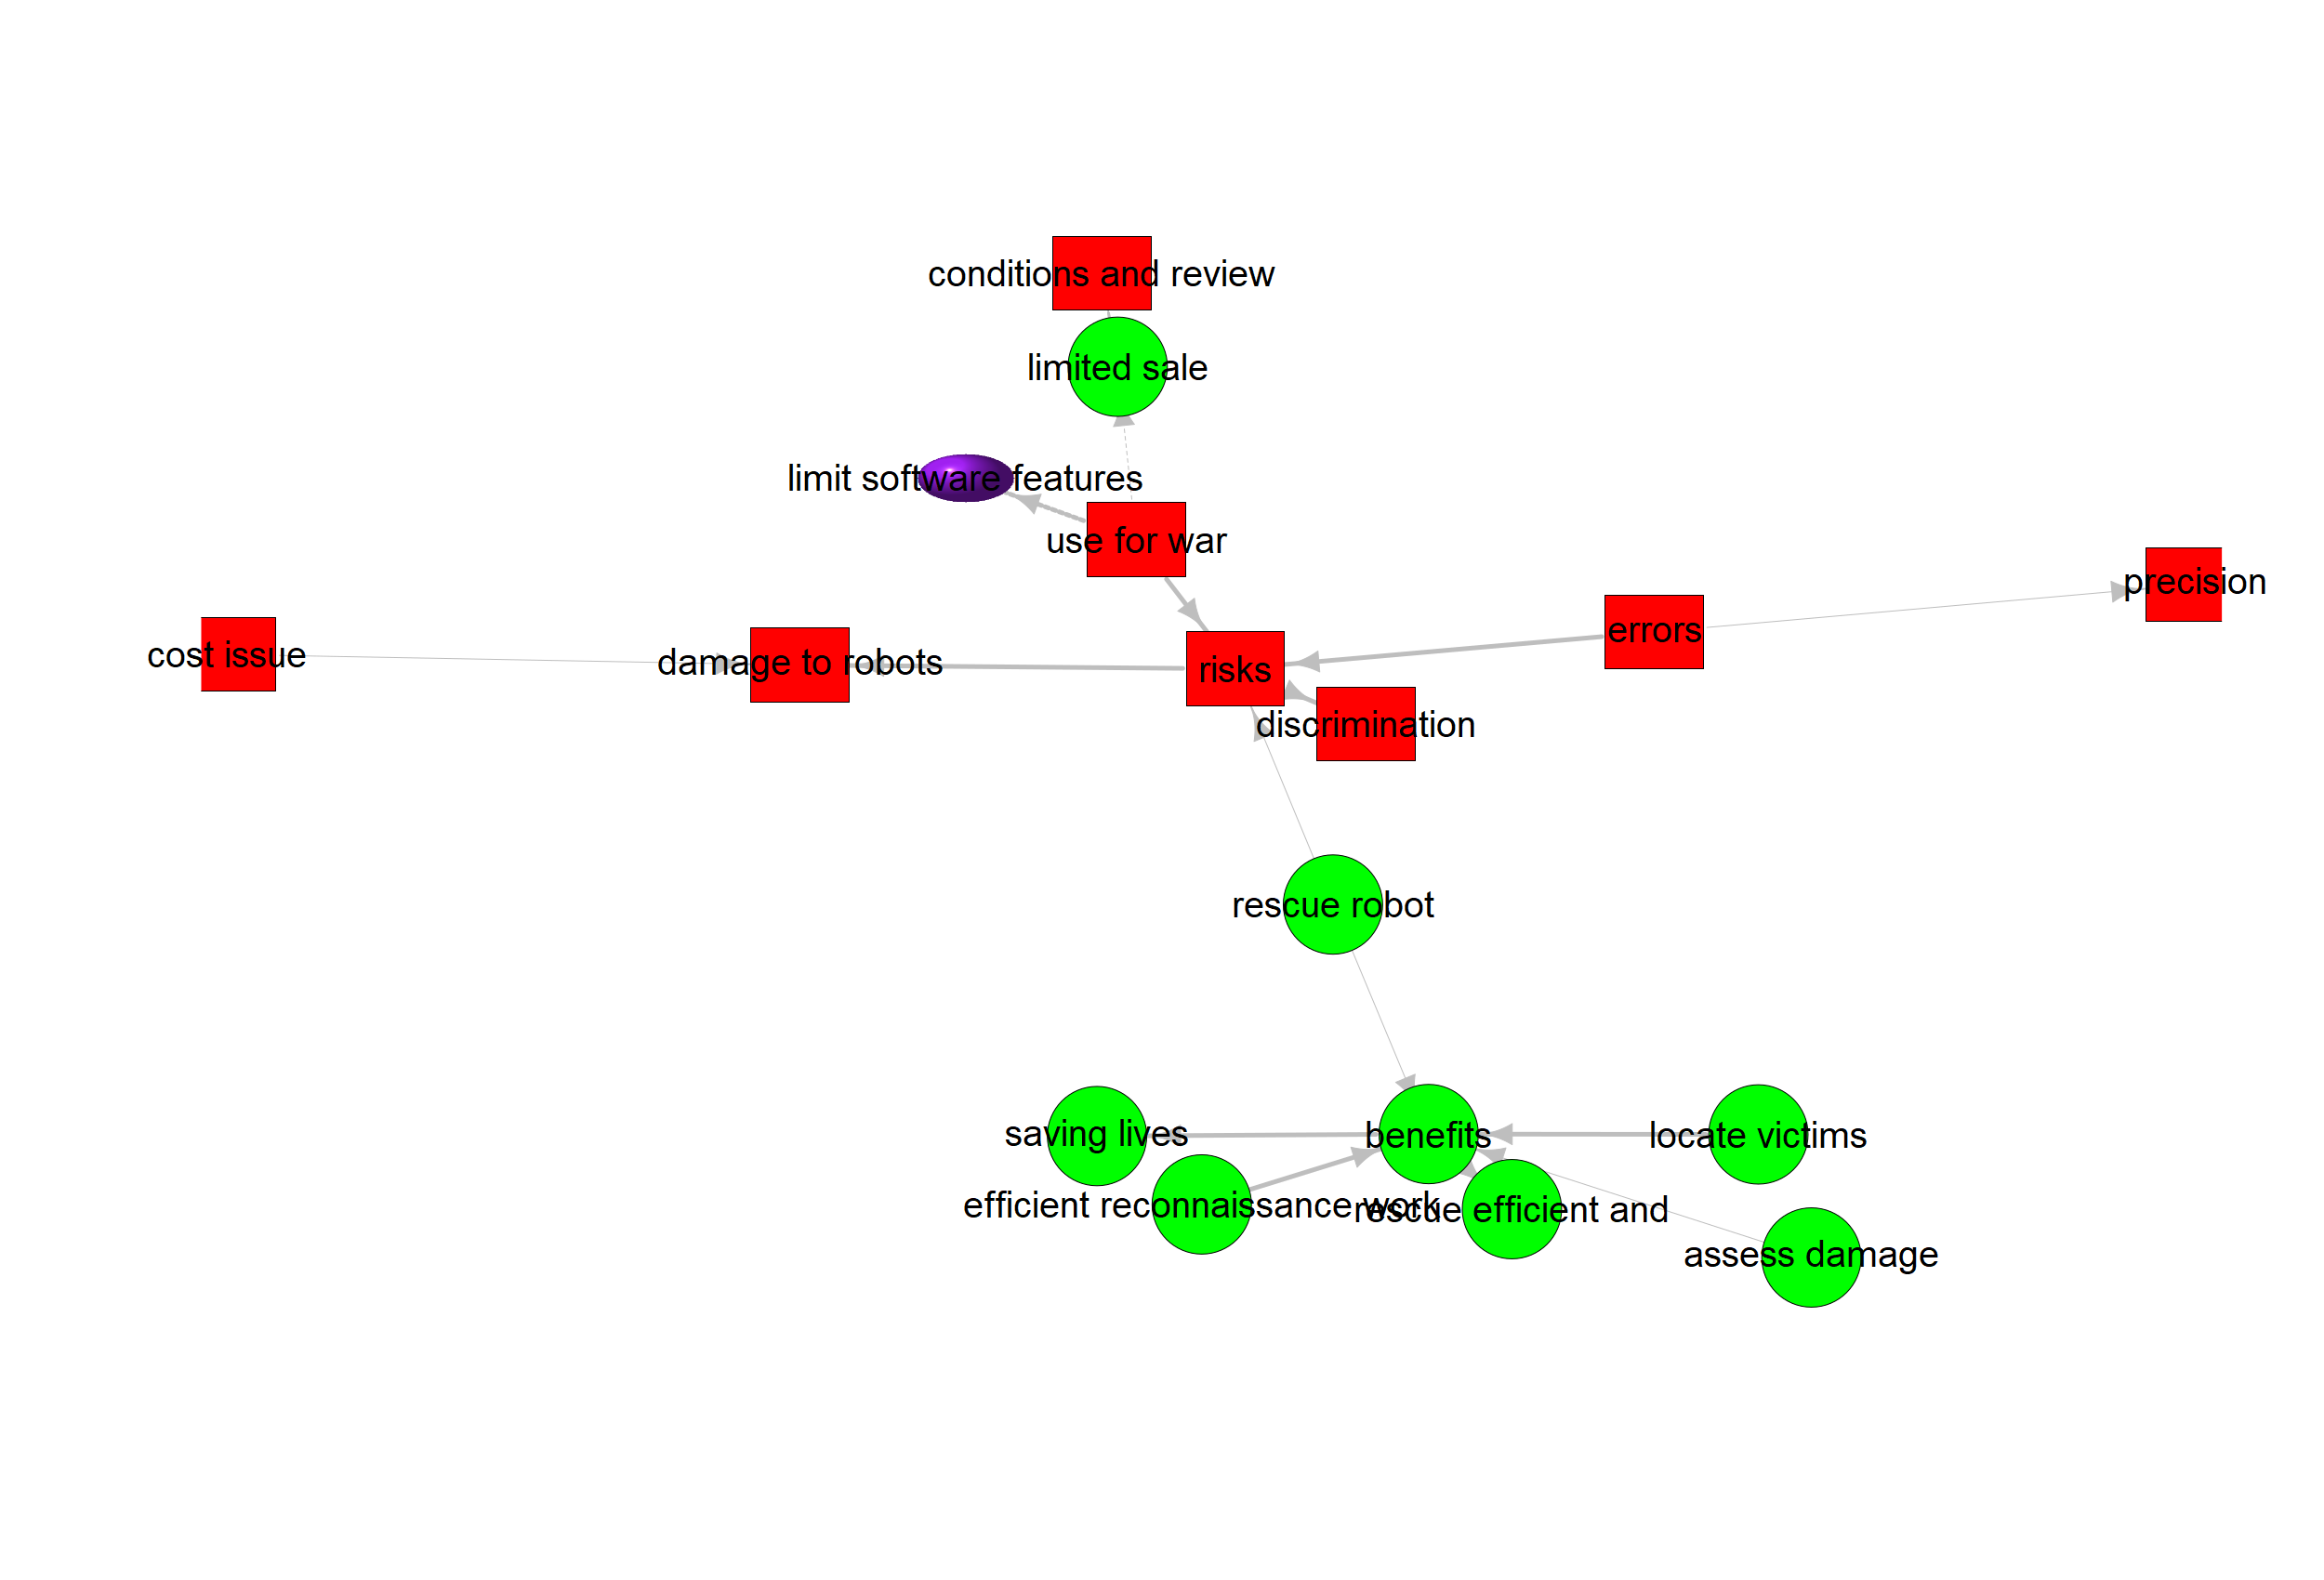 conditions and review
limited sale
limit software features
use for war
precision
errors
cost issue
damage to robots
risks
discrimination
rescue robot
saving lives
benefits
locate victims
efficient reconnaissance work
rescue efficient and
assess damage